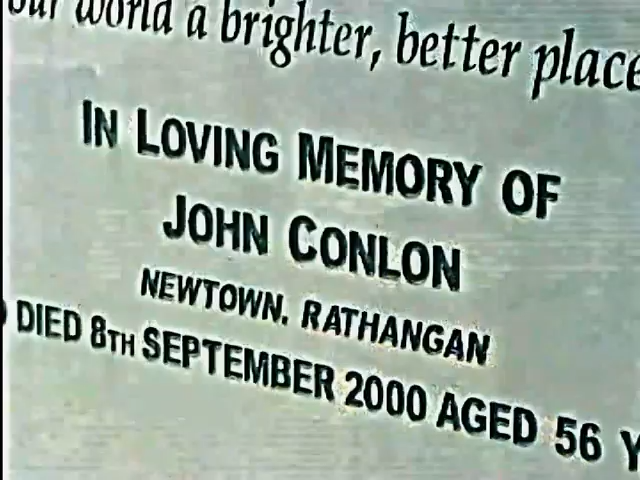 our world a brighter, better place
IN LOVING MEMORY OF
JOHN CONLON
NEWTOWN. RATHANGAN
DIED 8TH SEPTEMBER 2000 AGED 56 Y